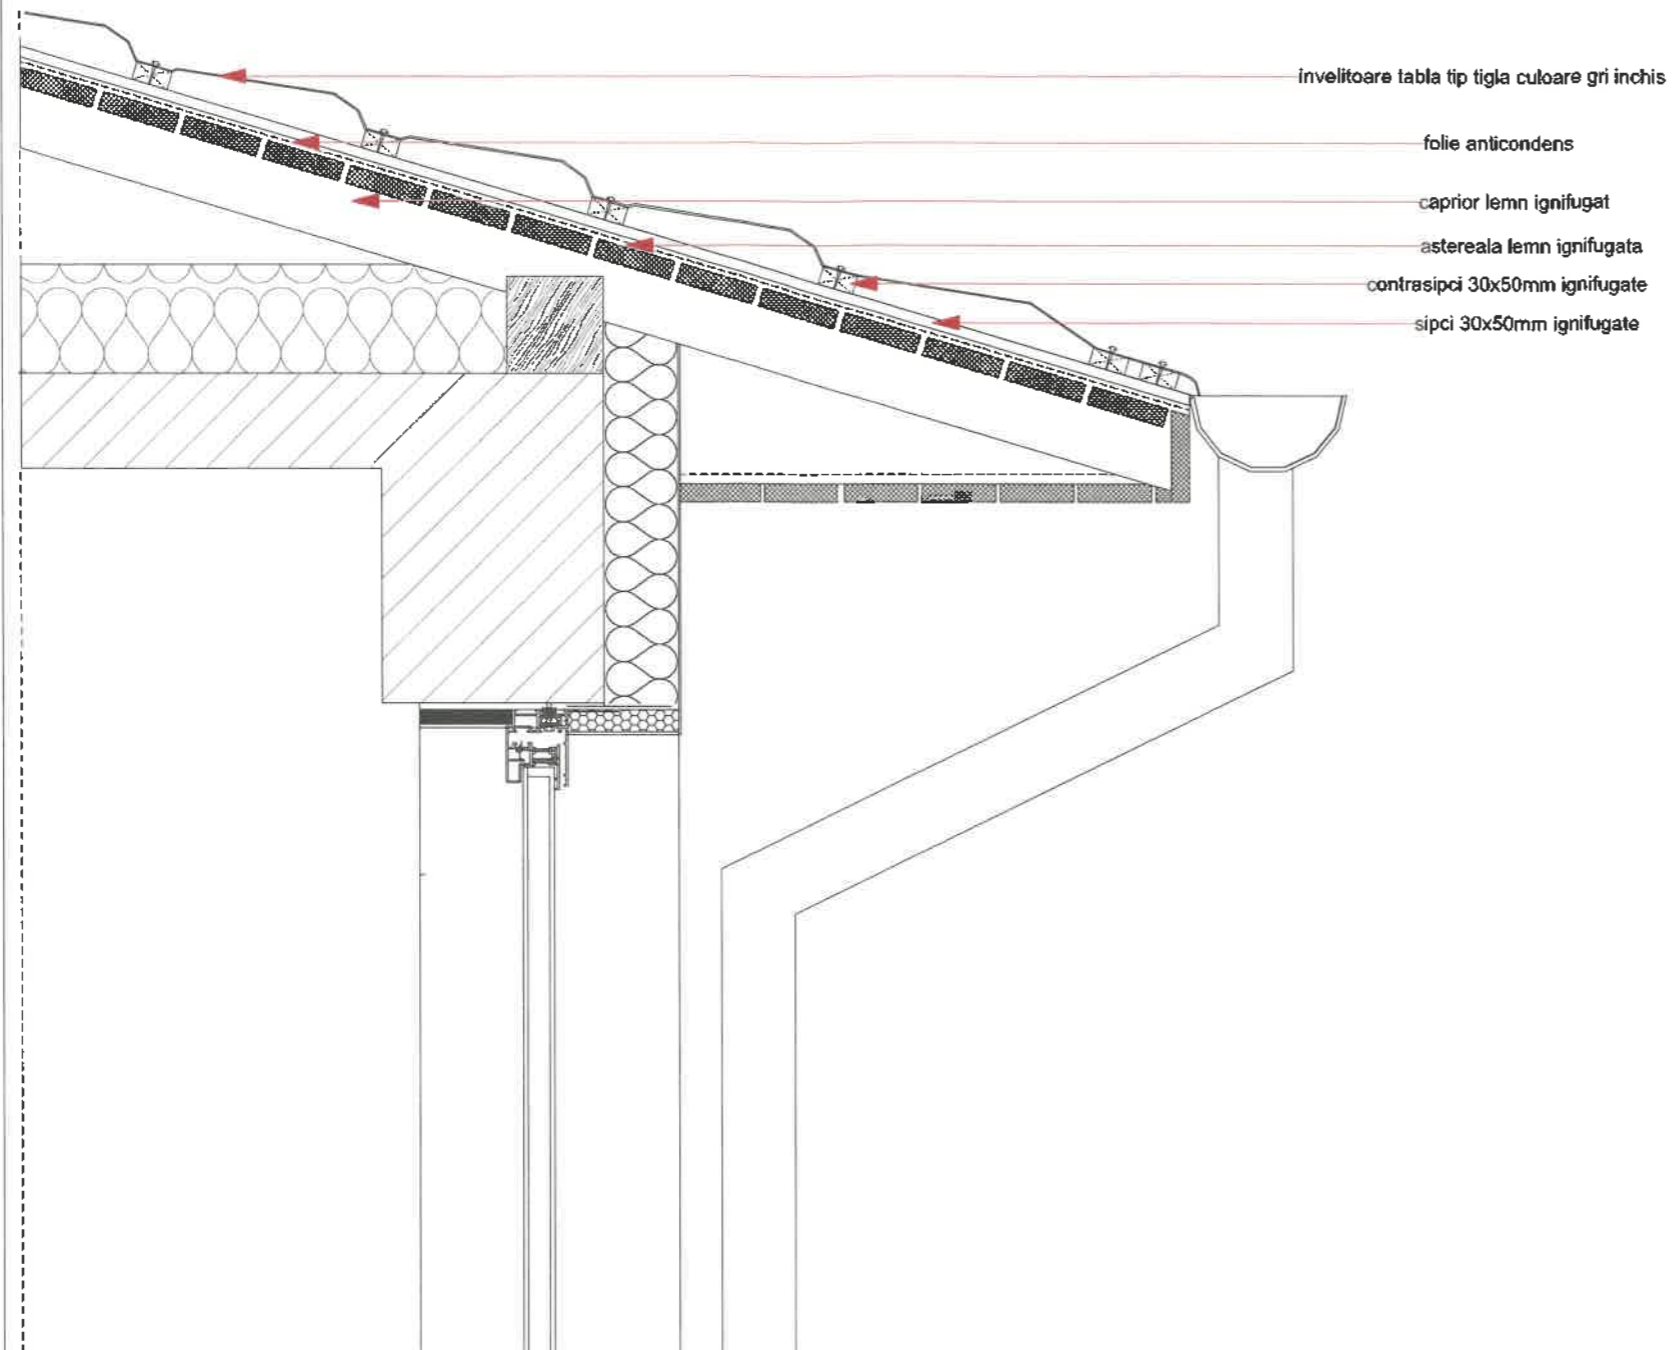 invelitoare tabla tip tigla culoare gri inchis
folie anticondens
caprior lemn ignifugat
astereala lemn ignifugata
contrasipci 30x50mm ignifugate
sipci 30x50mm ignifugate